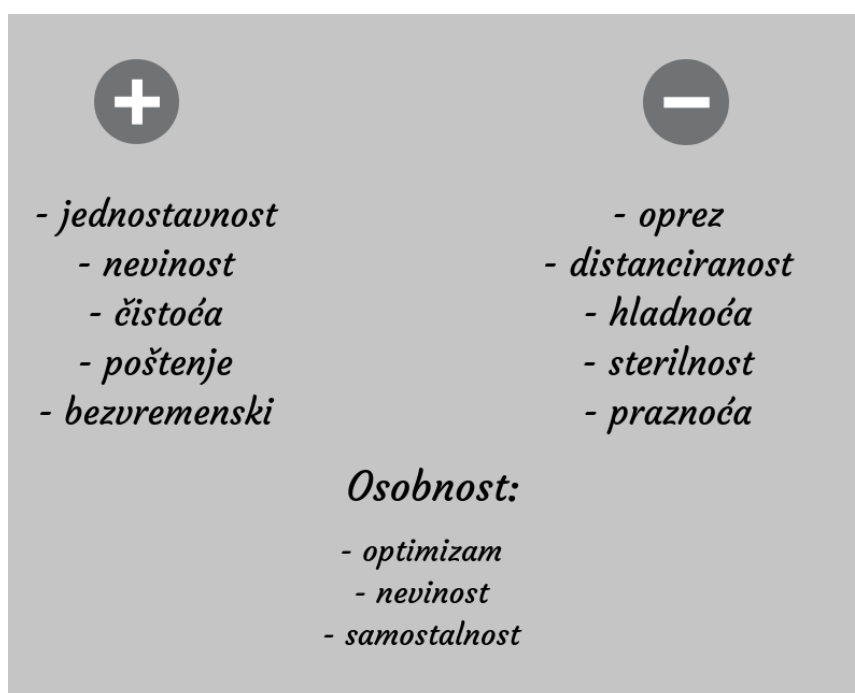 - jednostavnost
- nevinost
- čistoća
- poštenje
- bezvremenski
- oprez
- distanciranost
- hladnoća
- sterilnost
- praznoća
Osobnost:
- optimizam
- nevinost
- samostalnost